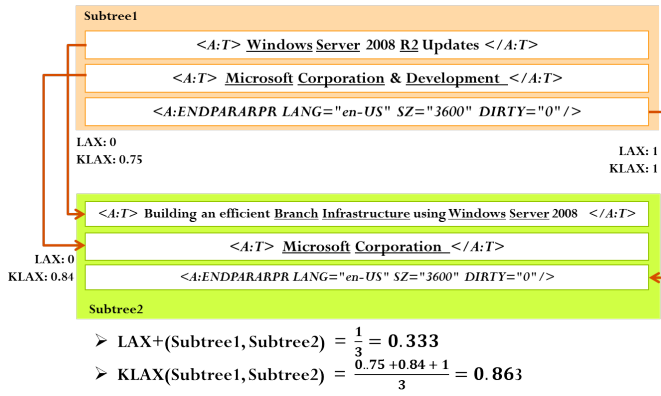 Subtree1
<A:T> Windows Server 2008 R2 Updates </A:T>
<A:T> Microsoft Corporation & Development </A:T>
<A:ENDPARARPR LANG="en-US" SZ="3600" DIRTY="0"/>
LAX: 0
KLAX: 0.75
LAX: 1
KLAX: 1
<A:T> Building an efficient Branch Infrastructure using Windows Server 2008 </A:T>
<A:T> Microsoft Corporation </A:T>
LAX: 0
KLAX: 0.84
<A:ENDPARARPR LANG="en-US" SZ="3600" DIRTY="0"/>
Subtree2
➢ LAX+(Subtree1, Subtree2) = 1/3 = 0.333
➢ KLAX(Subtree1, Subtree2) = 0..75 +0.84 + 1/3 = 0.863